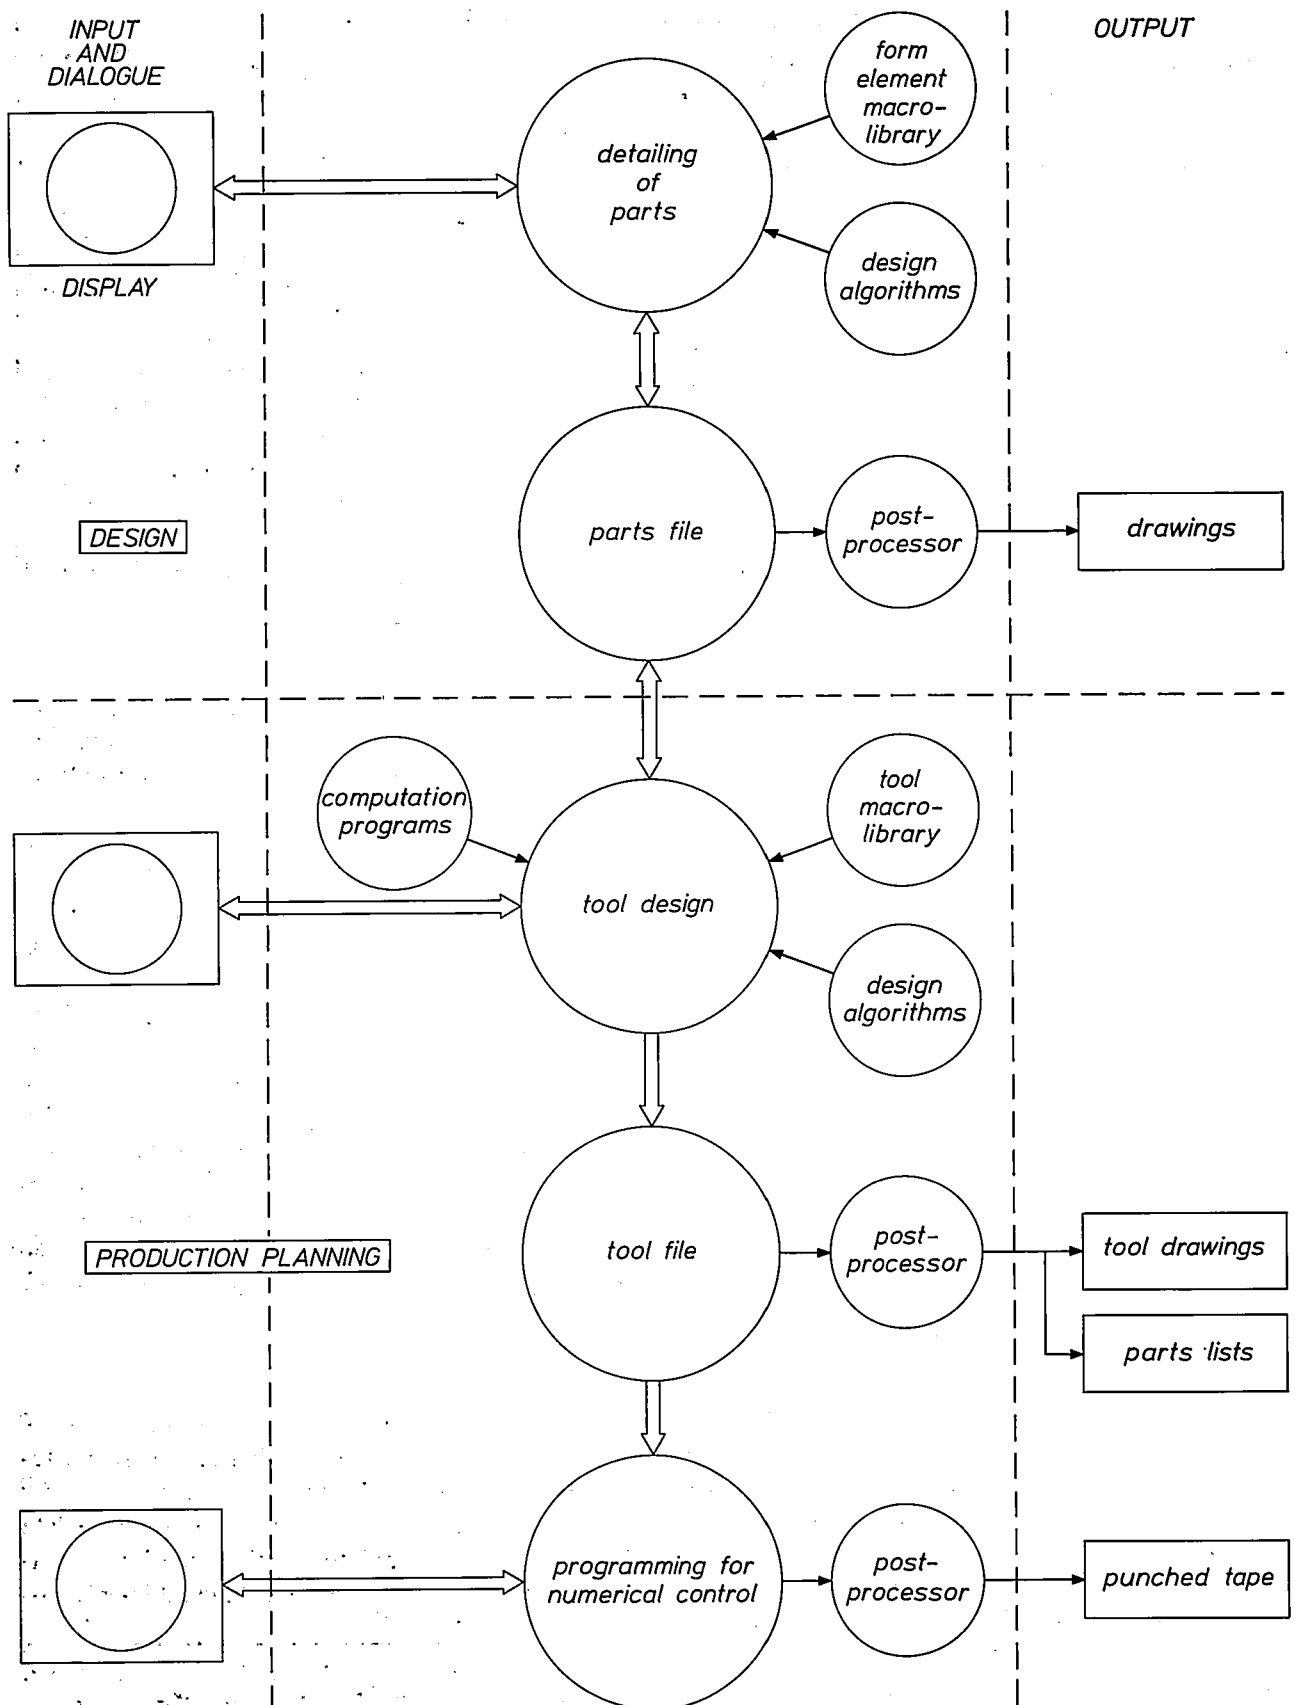 INPUT
AND
DIALOGUE
OUTPUT
form
element
macro-
library
detailing
of
parts
DISPLAY
design
algorithms
DESIGN
parts file
post-
processor
drawings
computation
programs
tool
macro-
library
tool design
design
algorithms
PRODUCTION PLANNING
tool file
post-
processor
tool drawings
parts lists
programming for
numerical control
post-
processor
punched tape